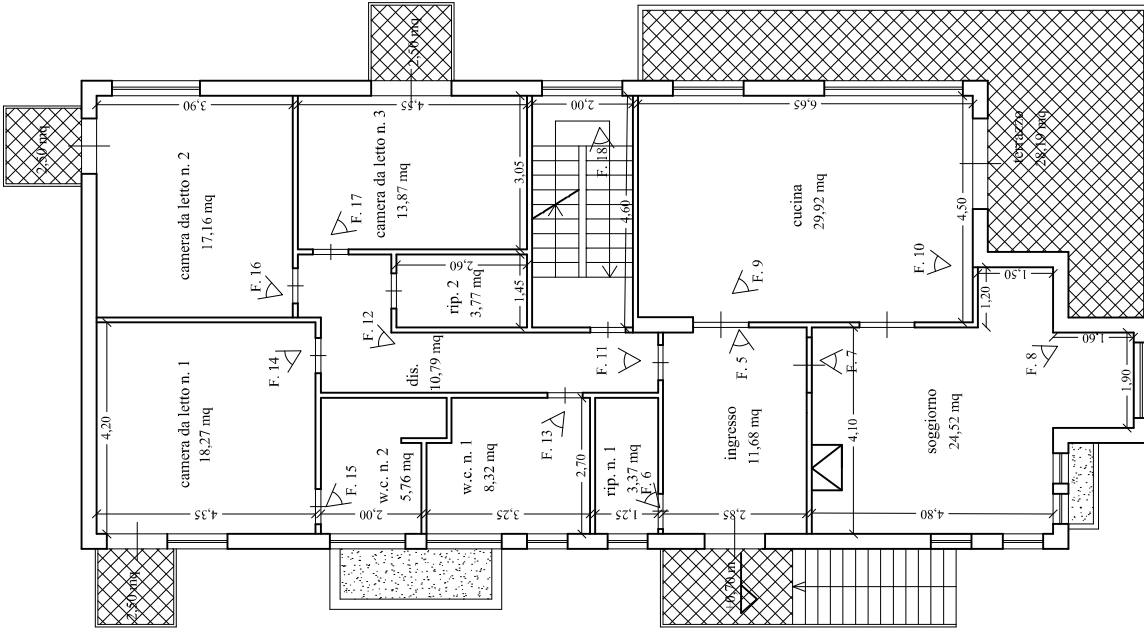 2,50 mq
3,90
4,55
2,00
6,65
2,50 mq
camera da letto n. 2
17,16 mq
camera da letto n. 3
13,87 mq
3,05
F. 18
4,60
cucina
29,92 mq
4,50
terrazzo
28,19 mq
F. 17
F. 16
2,60
rip. 2
3,77 mq
1,45
F. 9
F. 10
1,50
1,20
F. 12
F. 14
dis.
10,79 mq
F. 11
F. 5
F. 7
F. 8
1,60
1,90
camera da letto n. 1
18,27 mq
4,20
F. 15
w.c. n. 2
5,76 mq
w.c. n. 1
8,32 mq
F. 13
2,70
rip. n. 1
3,37 mq
F. 6
ingresso
11,68 mq
4,10
soggiorno
24,52 mq
4,35
2,00
3,25
1,25
2,85
4,80
2,50 mq
+0,70 m